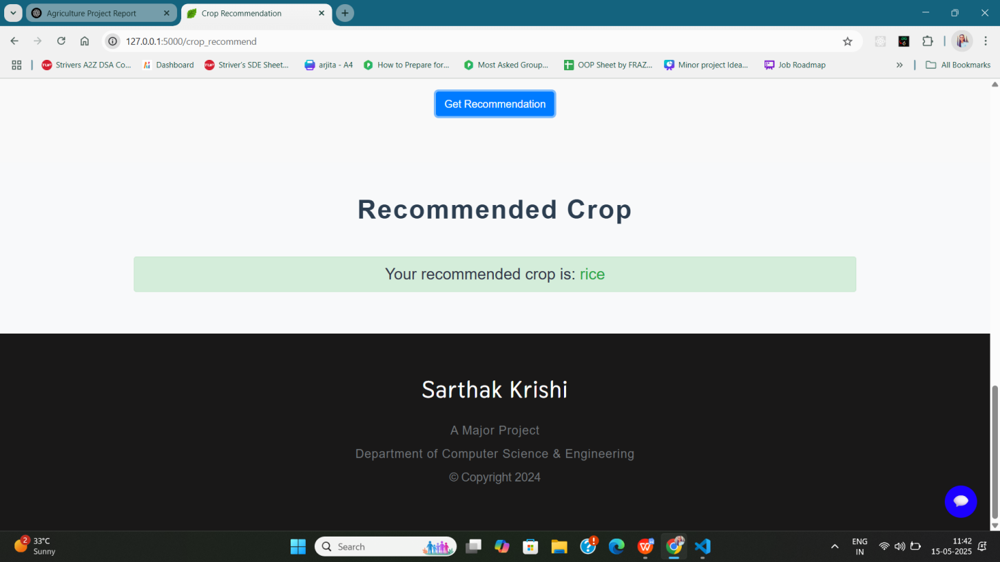 Agriculture Project Report
Crop Recommendation
127.0.0.1:5000/crop_recommend
Strivers A2Z DSA Co...
Dashboard
Striver's SDE Sheet...
arjita - A4
How to Prepare for...
Most Asked Group...
OOP Sheet by FRAZ...
Minor project Idea...
Job Roadmap
All Bookmarks
Get Recommendation
Recommended Crop
Your recommended crop is: rice
Sarthak Krishi
A Major Project
Department of Computer Science & Engineering
© Copyright 2024
2
33°C
Sunny
Search
ENG
IN
11:42
15-05-2025